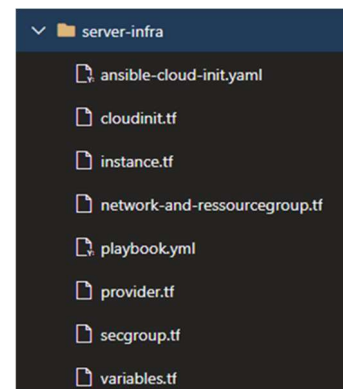 server-infra
ansible-cloud-init.yaml
cloudinit.tf
instance.tf
network-and-ressourcegroup.tf
playbook.yml
provider.tf
secgroup.tf
variables.tf